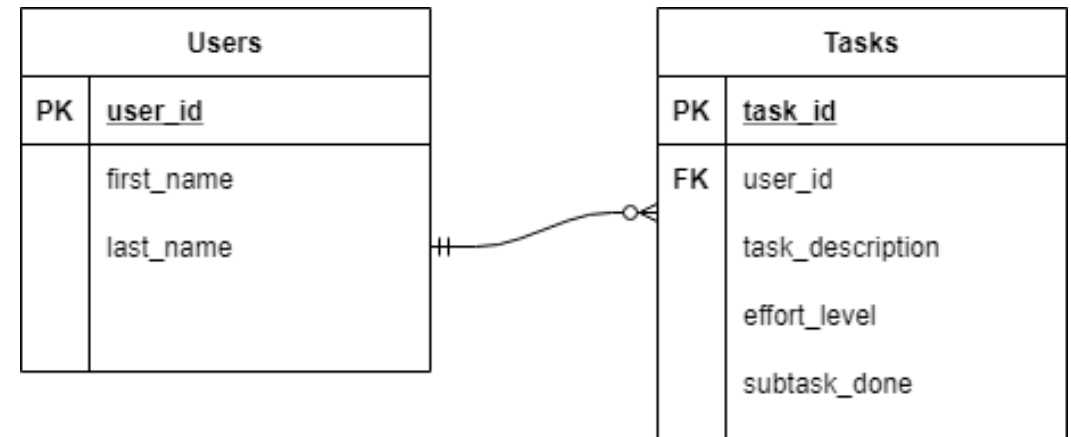 Users
PK user_id
first_name
last_name
Tasks
PK task_id
FK user_id
task_description
effort_level
subtask_done